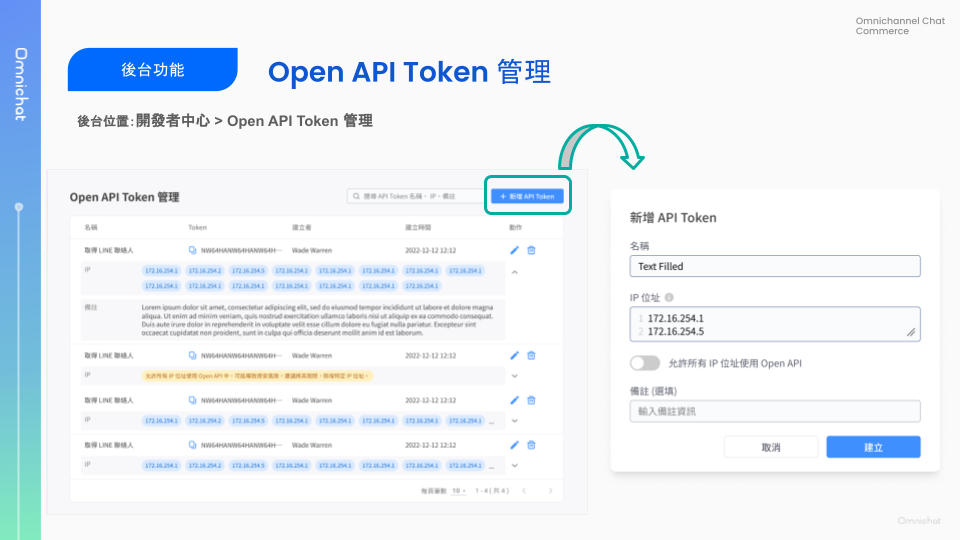 Omnichannel Chat
Commerce
Omnichat
後台功能
Open API Token 管理
後台位置：開發者中心 > Open API Token 管理
Open API Token 管理
搜尋 API Token 名稱、IP、備註
+ 新增 API Token
名稱 Token 建立者 建立時間 動作
取得 LINE 聯絡人 NW64HANW64HANW64H··· Wade Warren 2022-12-12 12:12
IP 172.16.254.1 172.16.254.2 172.16.254.5 172.16.254.1 172.16.254.1 172.16.254.1 172.16.254.1 172.16.254.1
172.16.254.1 172.16.254.1 172.16.254.1 172.16.254.1 172.16.254.1 172.16.254.1 172.16.254.1
備註 Lorem ipsum dolor sit amet, consectetur adipiscing elit, sed do eiusmod tempor incididunt ut labore et dolore magna
aliqua. Ut enim ad minim veniam, quis nostrud exercitation ullamco laboris nisi ut aliquip ex ea commodo consequat.
Duis aute irure dolor in reprehenderit in voluptate velit esse cillum dolore eu fugiat nulla pariatur. Excepteur sint
occaecat cupidatat non proident, sunt in culpa qui officia deserunt mollit anim id est laborum.
取得 LINE 聯絡人 NW64HANW64HANW64H··· Wade Warren 2022-12-12 12:12
IP 允許所有 IP 位址使用 Open API 中，可能導致資安風險，建議將其關閉，改成特定 IP 位址。
取得 LINE 聯絡人 NW64HANW64HANW64H··· Wade Warren 2022-12-12 12:12
IP 172.16.254.1 172.16.254.2 172.16.254.5 172.16.254.1 172.16.254.1 172.16.254.1 172.16.254.1 172.16.254.1 ...
取得 LINE 聯絡人 NW64HANW64HANW64H··· Wade Warren 2022-12-12 12:12
IP 172.16.254.1 172.16.254.2 172.16.254.5 172.16.254.1 172.16.254.1 172.16.254.1 172.16.254.1 172.16.254.1 ...
每頁筆數 10 1 - 4 ( 共 4 )
新增 API Token
名稱
Text Filled
IP 位址
1 172.16.254.1
2 172.16.254.5
允許所有 IP 位址使用 Open API
備註 (選填)
輸入備註資訊
取消 建立
Omnichat